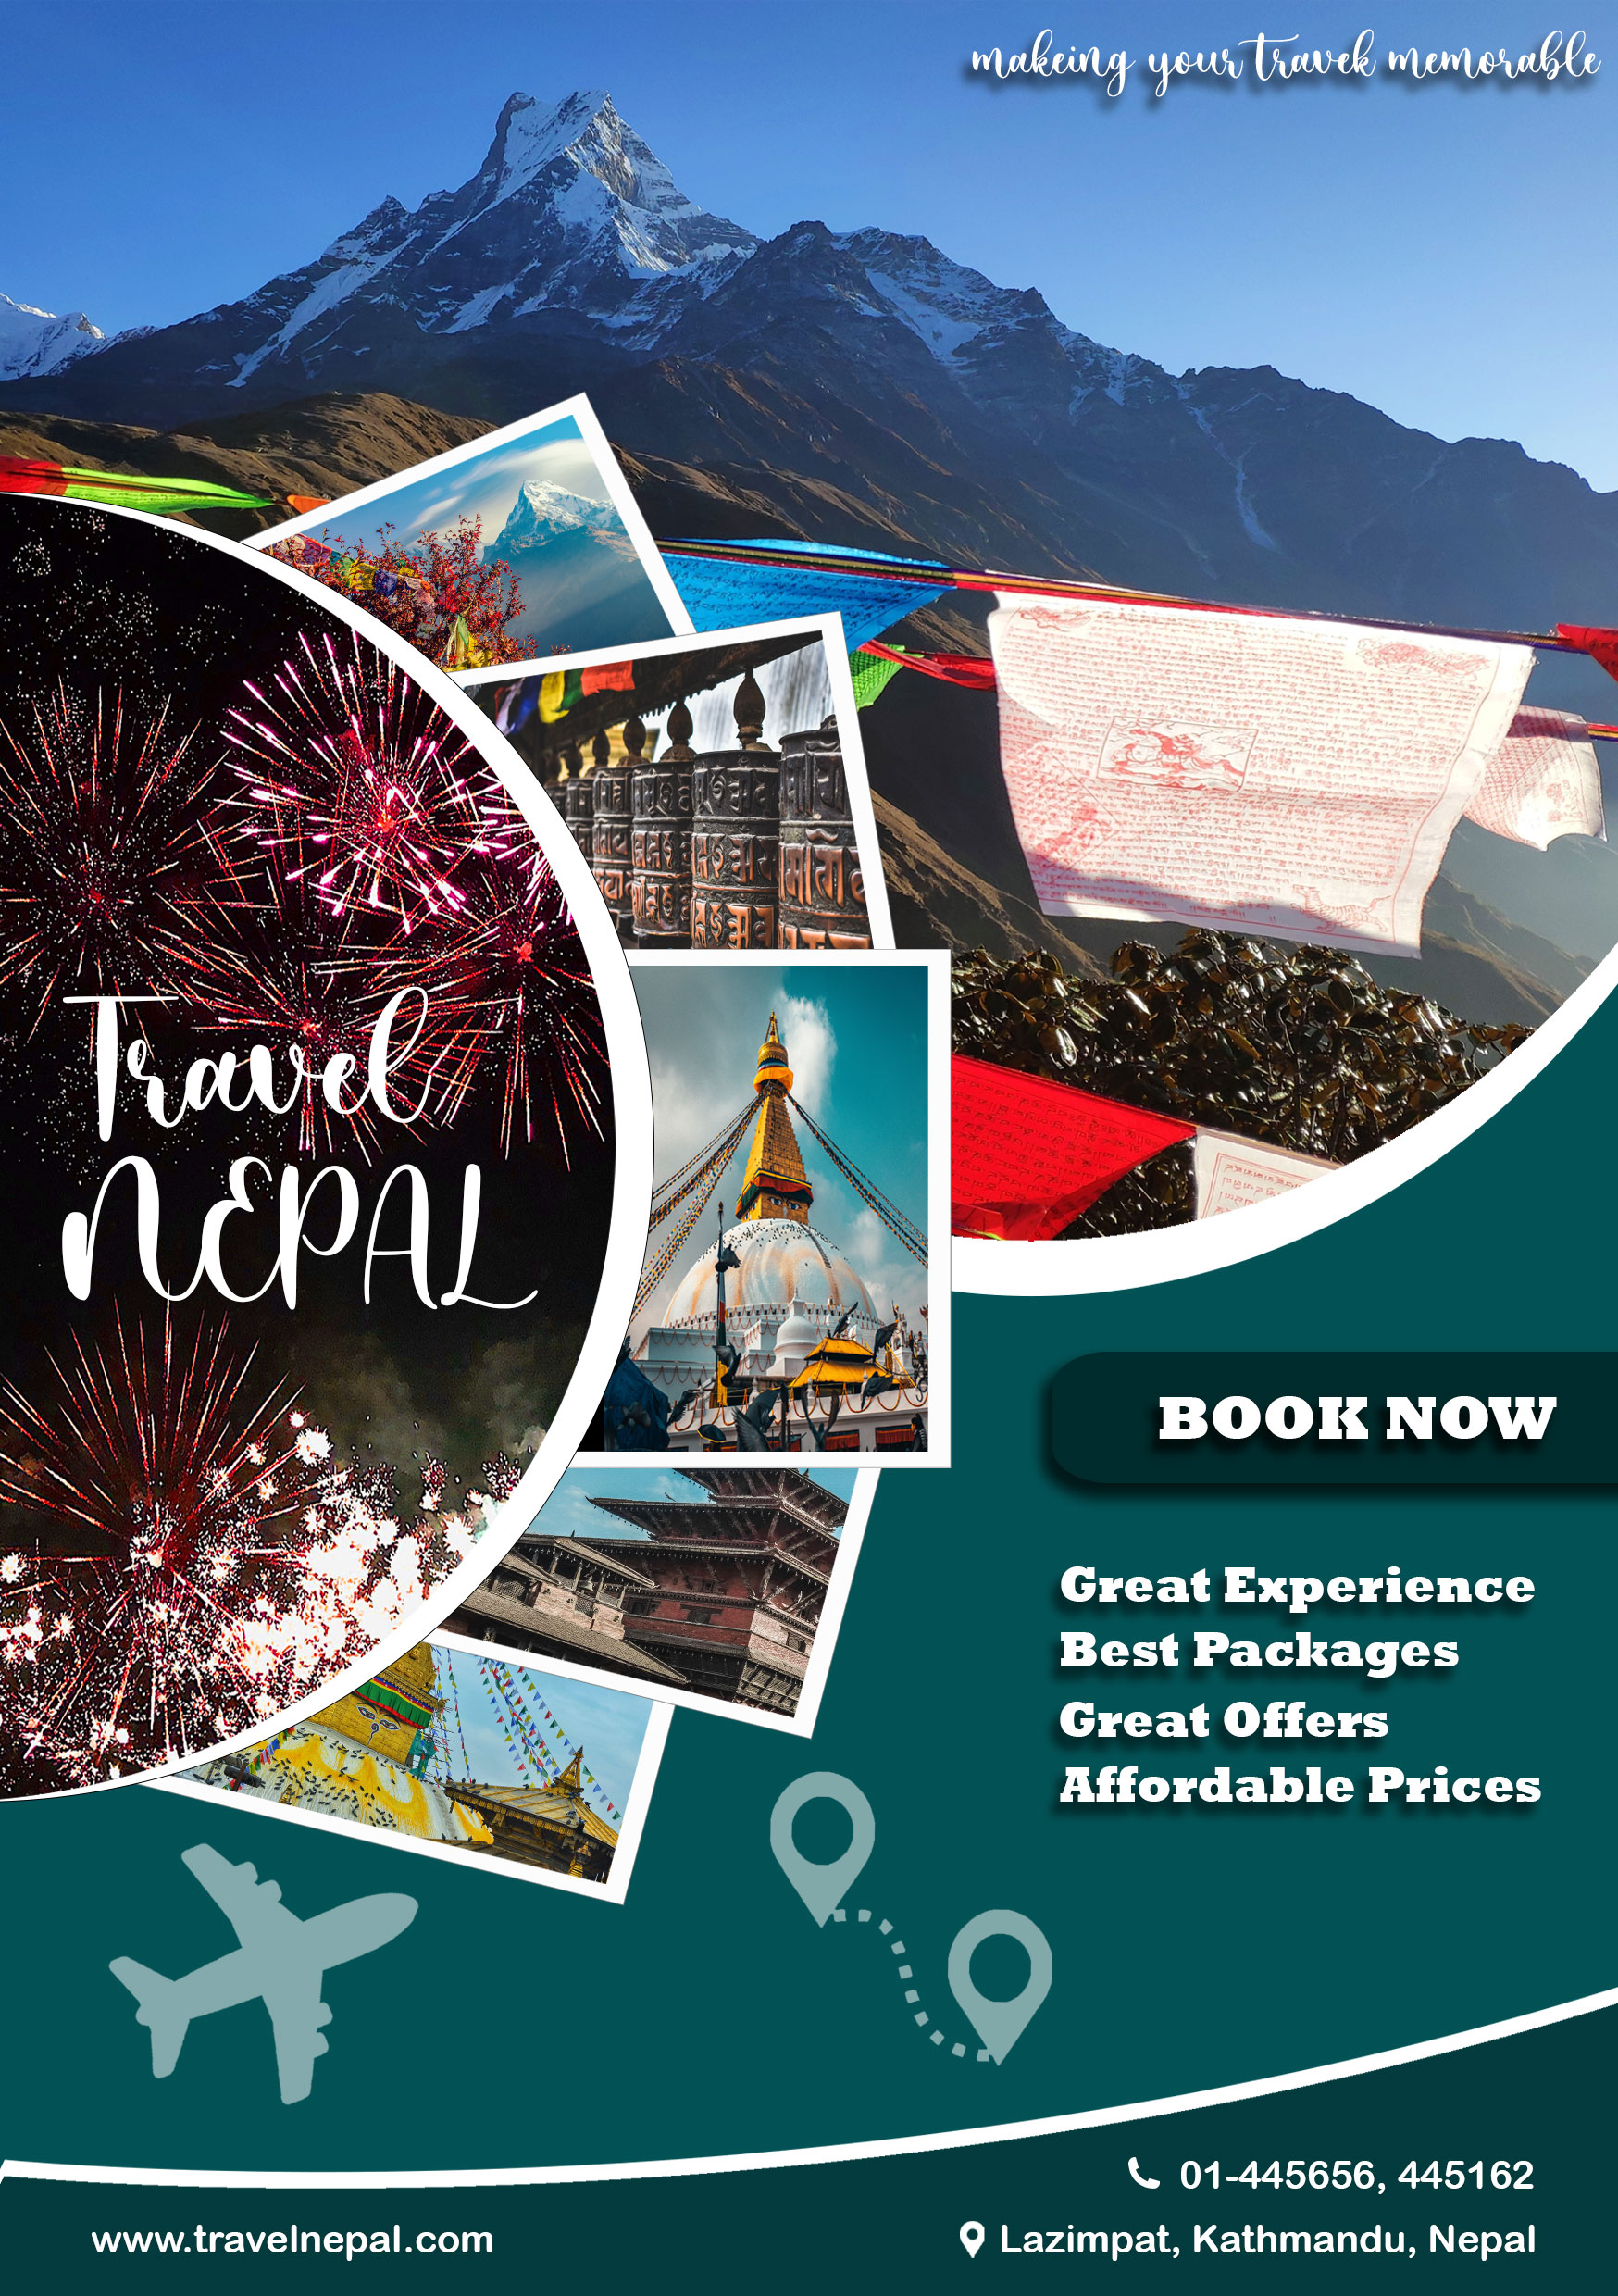 makeing your travek memorable
Travel
NEPAL
BOOK NOW
Great Experience
Best Packages
Great Offers
Affordable Prices
01-445656, 445162
www.travelnepal.com
Lazimpat, Kathmandu, Nepal